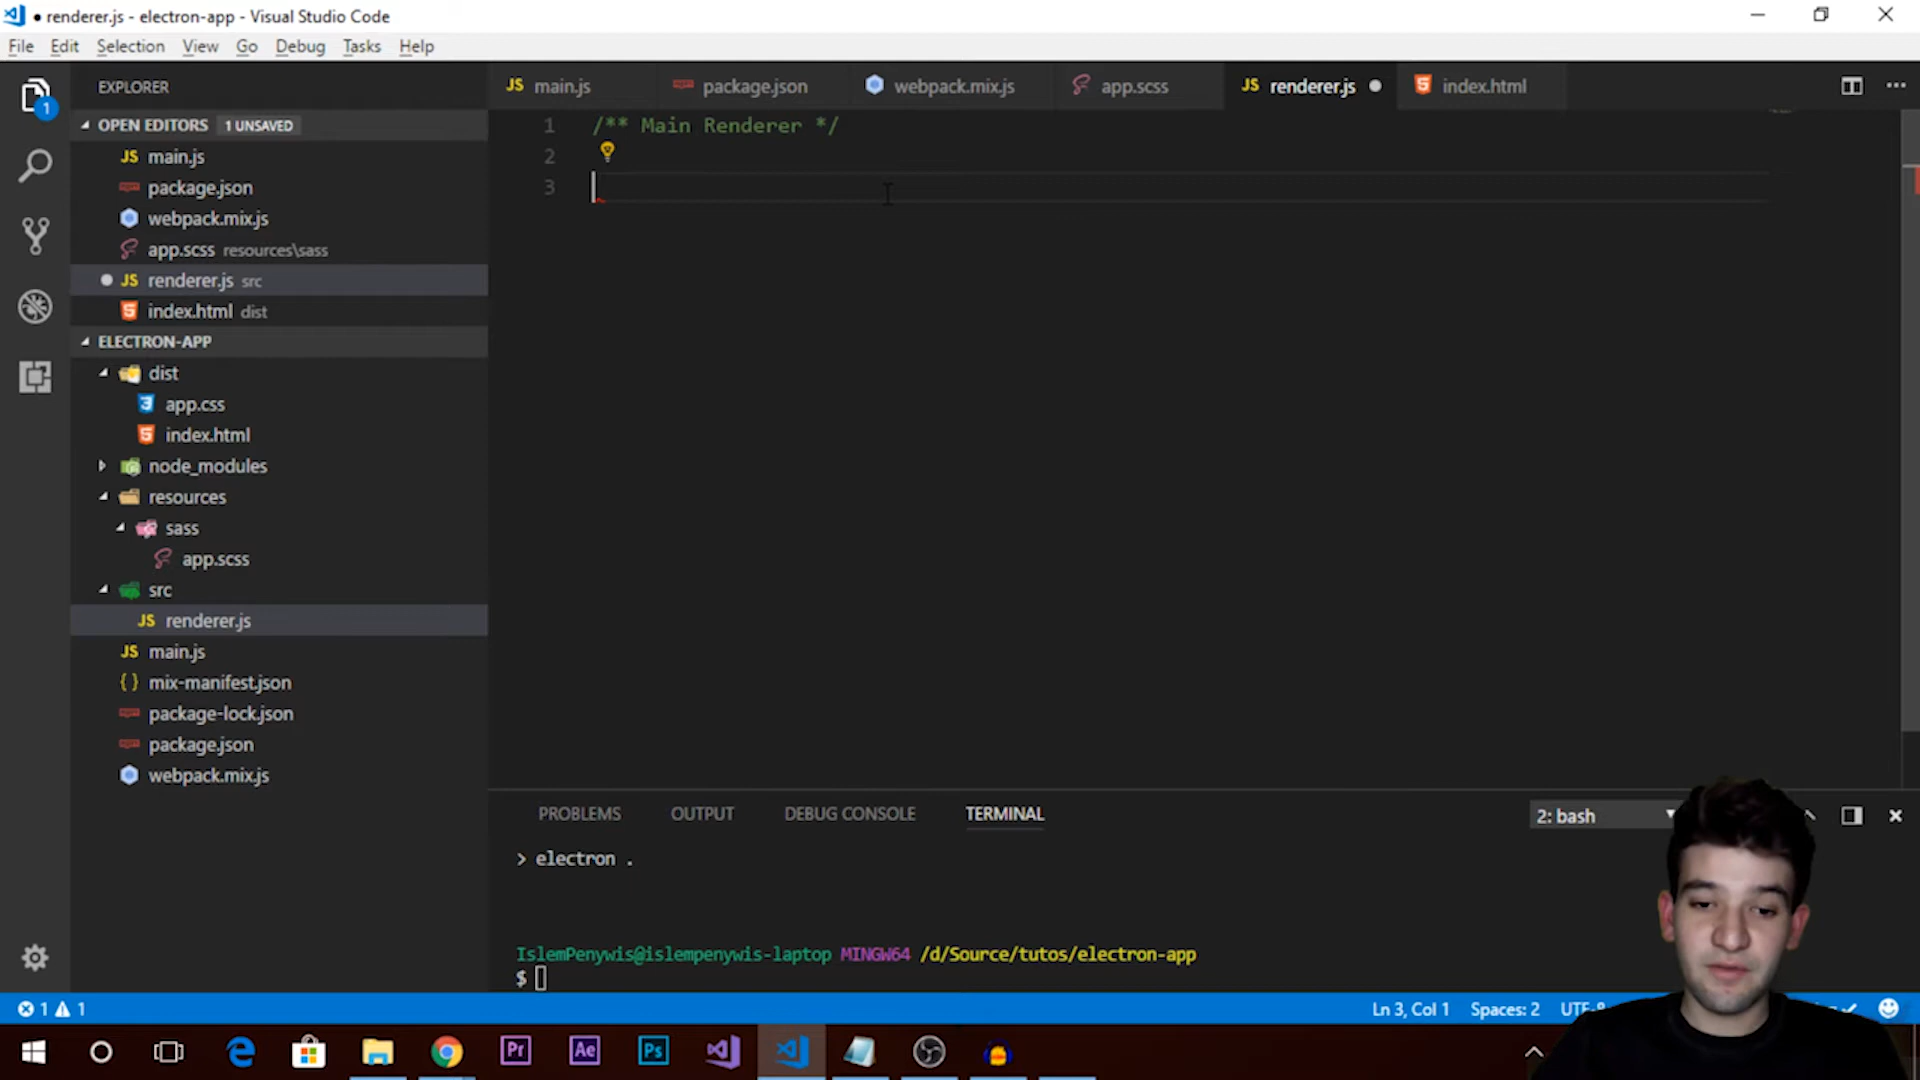 ● renderer.js - electron-app - Visual Studio Code
File Edit Selection View Go Debug Tasks Help
EXPLORER
1
OPEN EDITORS 1 UNSAVED
JS main.js
package.json
webpack.mix.js
app.scss resources\sass
● JS renderer.js src
index.html dist
ELECTRON-APP
dist
app.css
index.html
node_modules
resources
sass
app.scss
src
JS renderer.js
JS main.js
{ } mix-manifest.json
package-lock.json
package.json
webpack.mix.js
JS main.js package.json webpack.mix.js app.scss JS renderer.js ● index.html
1 /** Main Renderer */
2
3
PROBLEMS OUTPUT DEBUG CONSOLE TERMINAL 2: bash
> electron .
IslemPenywis@islempenywis-laptop MINGW64 /d/Source/tutos/electron-app
$
1 1 Ln 3, Col 1 Spaces: 2
Pr Ae Ps